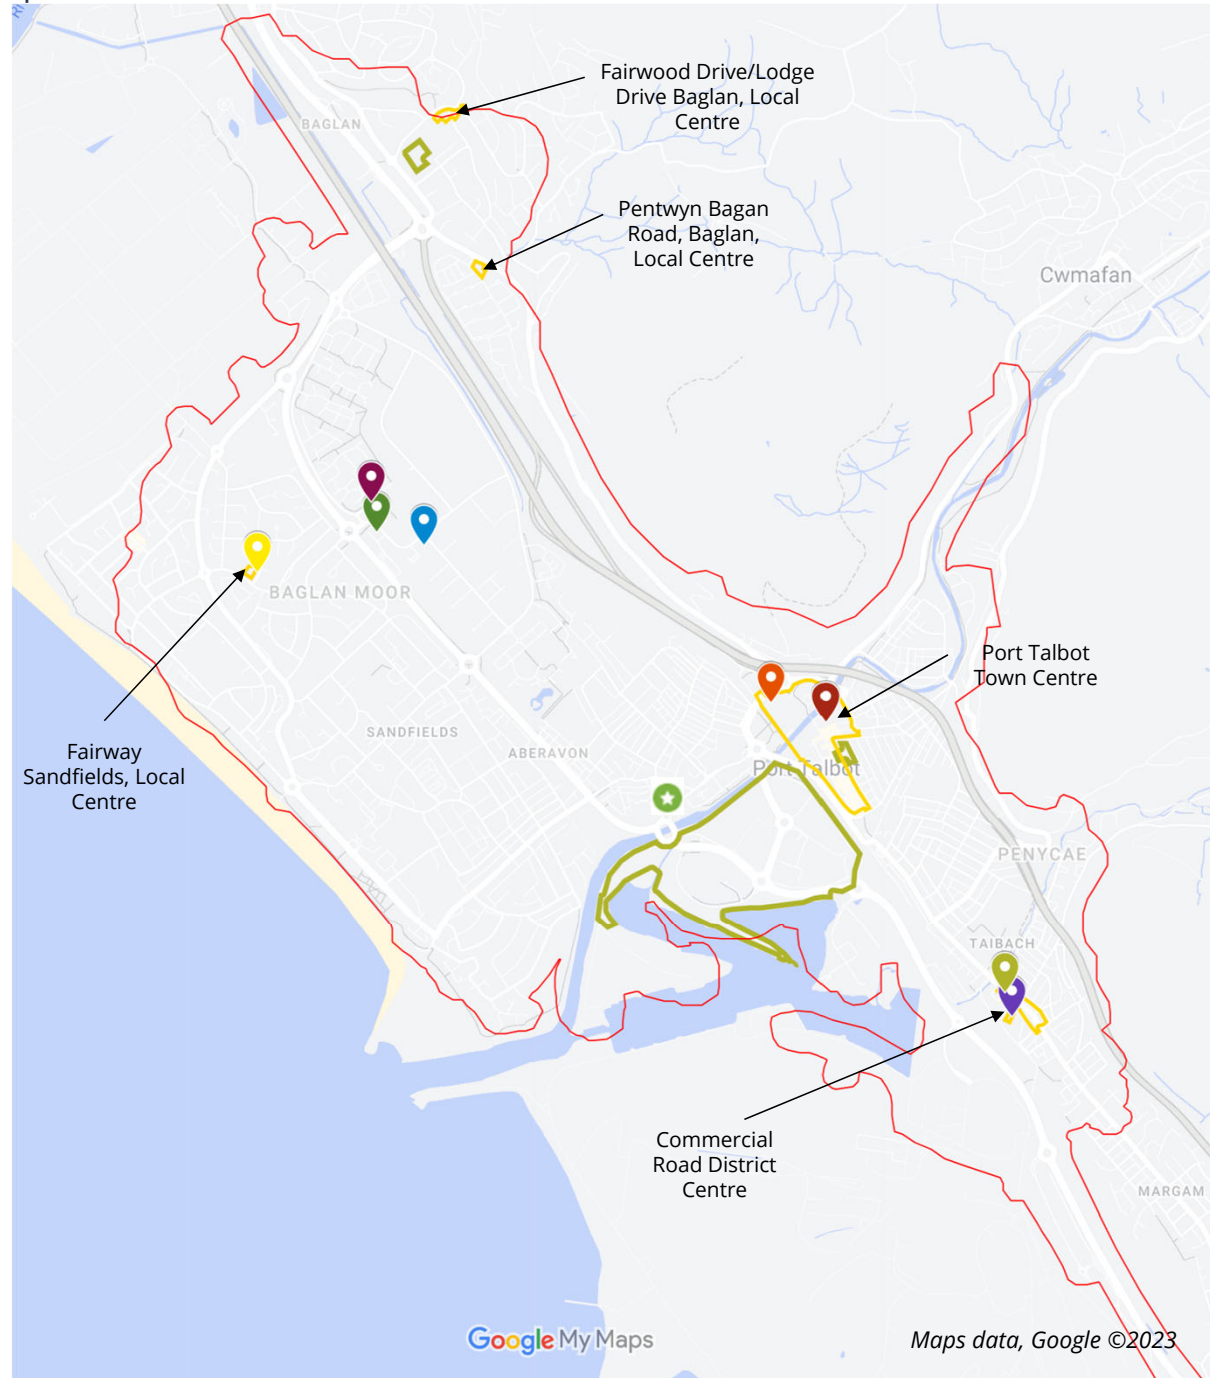 Fairwood Drive/Lodge
Drive Baglan, Local
Centre
BAGLAN
Pentwyn Bagan
Road, Baglan,
Local Centre
Cwmafan
BAGLAN MOOR
Port Talbot
Town Centre
SANDFIELDS
ABERAVON
Fairway
Sandfields, Local
Centre
Port Talbot
PENYCAE
TAIBACH
Commercial
Road District
Centre
MARGAM
Google My Maps
Maps data, Google ©2023